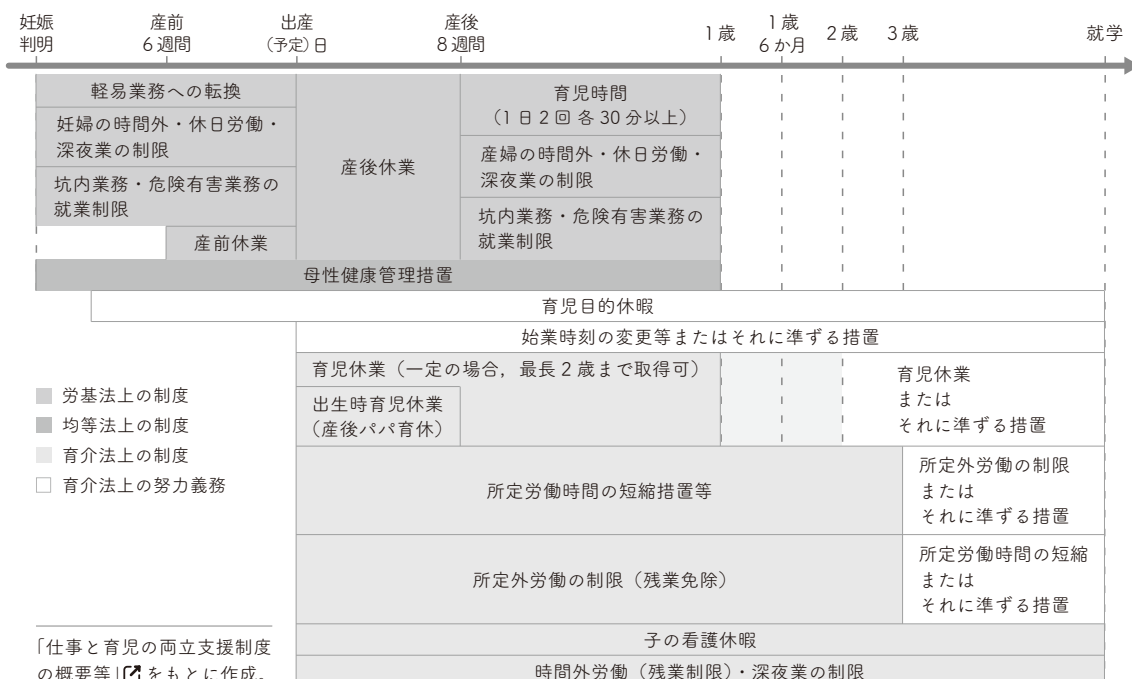 妊娠
判明
産前
6週間
出産
(予定)日
産後
8週間
1歳
1歳
6か月
2歳
3歳
就学
軽易業務への転換
妊婦の時間外・休日労働・
深夜業の制限
坑内業務・危険有害業務の
就業制限
産前休業
産後休業
育児時間
(1日2回 各30分以上)
産婦の時間外・休日労働・
深夜業の制限
坑内業務・危険有害業務の
就業制限
母性健康管理措置
育児目的休暇
始業時刻の変更等またはそれに準ずる措置
育児休業(一定の場合,最長2歳まで取得可)
出生時育児休業
(産後パパ育休)
育児休業
または
それに準ずる措置
労基法上の制度
均等法上の制度
育介法上の制度
育介法上の努力義務
所定労働時間の短縮措置等
所定外労働の制限
または
それに準ずる措置
所定外労働の制限(残業免除)
所定労働時間の短縮
または
それに準ずる措置
子の看護休暇
時間外労働(残業制限)・深夜業の制限
「仕事と育児の両立支援制度
の概要等」をもとに作成。